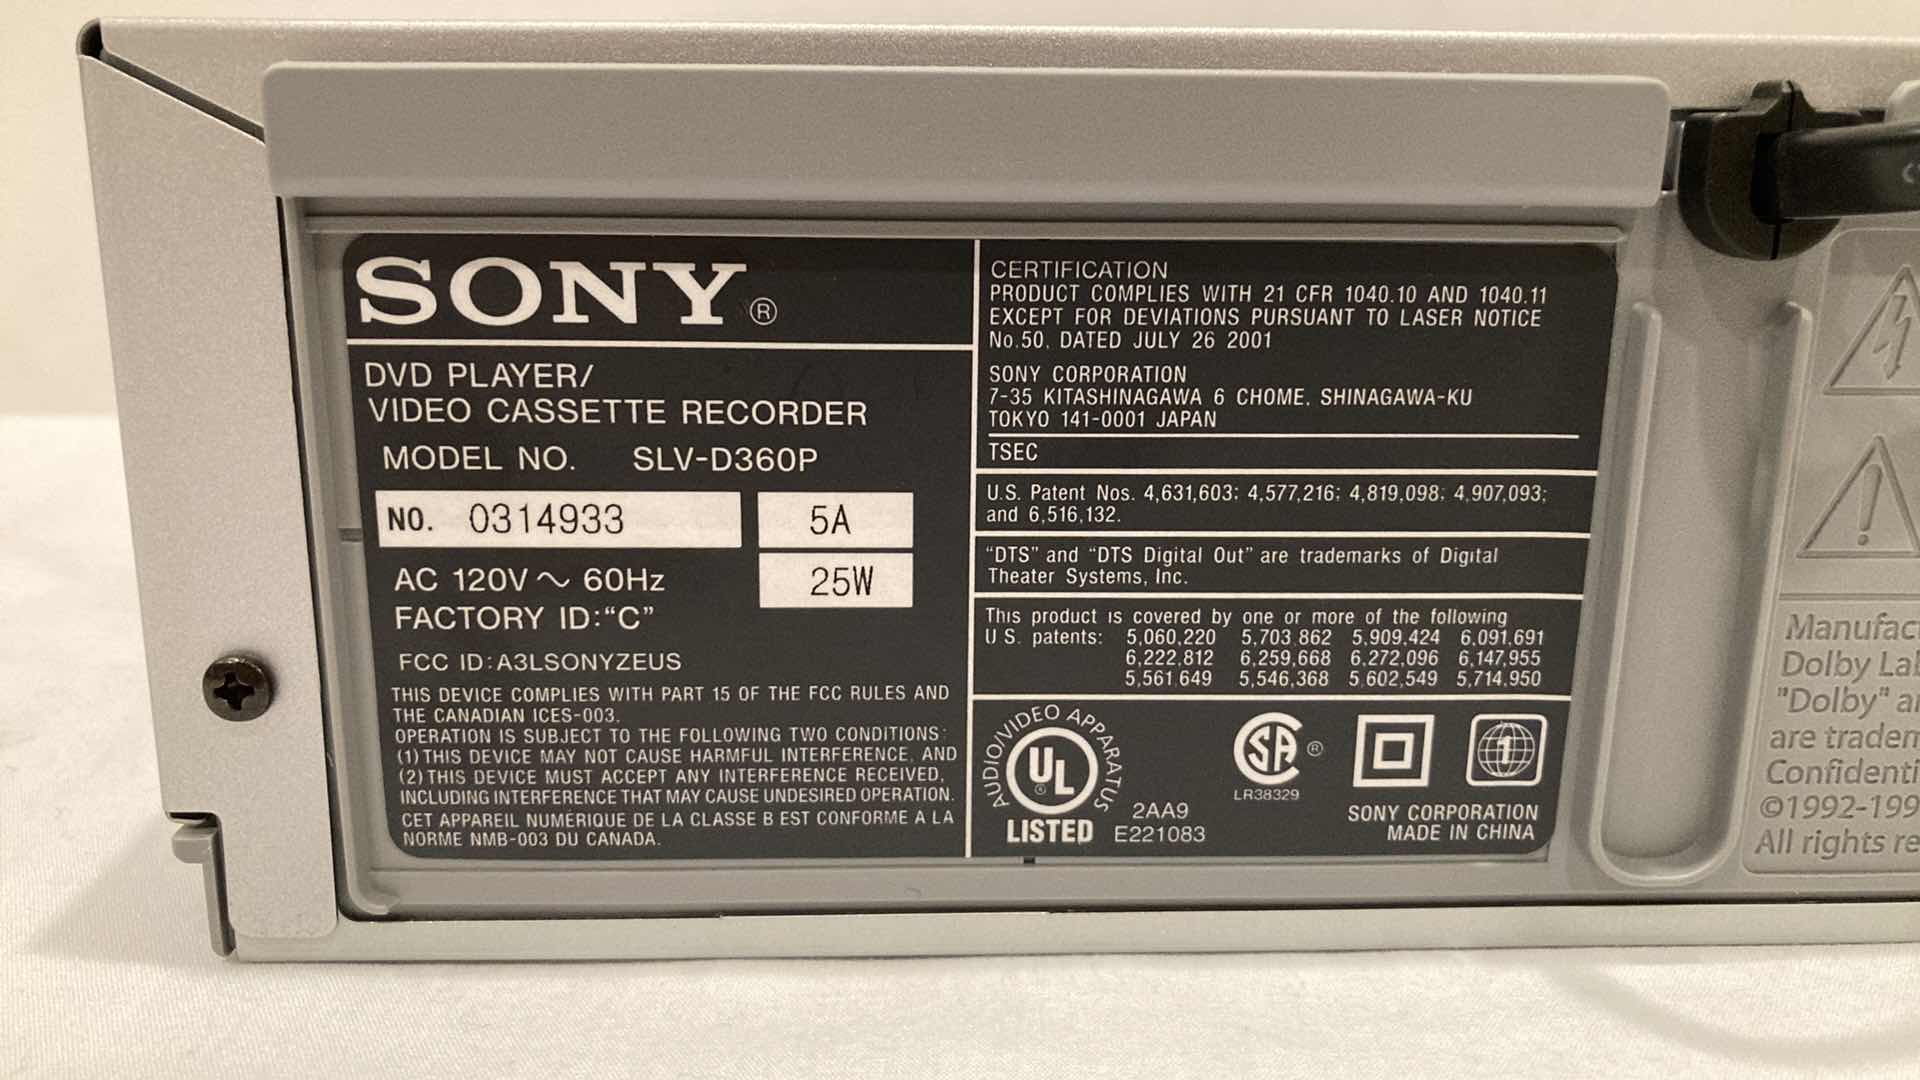 SONY®
DVD PLAYER/
VIDEO CASSETTE RECORDER
MODEL NO. SLV-D360P
NO. 0314933 5A
AC 120V ~ 60Hz 25W
FACTORY ID:“C”
FCC ID:A3LSONYZEUS
THIS DEVICE COMPLIES WITH PART 15 OF THE FCC RULES AND
THE CANADIAN ICES-003.
OPERATION IS SUBJECT TO THE FOLLOWING TWO CONDITIONS:
(1) THIS DEVICE MAY NOT CAUSE HARMFUL INTERFERENCE, AND
(2) THIS DEVICE MUST ACCEPT ANY INTERFERENCE RECEIVED,
INCLUDING INTERFERENCE THAT MAY CAUSE UNDESIRED OPERATION.
CET APPAREIL NUMÉRIQUE DE LA CLASSE B EST CONFORME A LA
NORME NMB-003 DU CANADA.
CERTIFICATION
PRODUCT COMPLIES WITH 21 CFR 1040.10 AND 1040.11
EXCEPT FOR DEVIATIONS PURSUANT TO LASER NOTICE
No.50, DATED JULY 26 2001
SONY CORPORATION
7-35 KITASHINAGAWA 6 CHOME, SHINAGAWA-KU
TOKYO 141-0001 JAPAN
TSEC
U.S. Patent Nos. 4,631,603; 4,577,216; 4,819,098; 4,907,093;
and 6,516,132.
“DTS” and “DTS Digital Out” are trademarks of Digital
Theater Systems, Inc.
This product is covered by one or more of the following
U.S. patents: 5,060,220 5,703,862 5,909,424 6,091,691
6,222,812 6,259,668 6,272,096 6,147,955
5,561,649 5,546,368 5,602,549 5,714,950
AUDIO/VIDEO APPARATUS
UL®
LISTED
2AA9
E221083
SA®
LR38329
1
SONY CORPORATION
MADE IN CHINA
Manufac
Dolby Lab
"Dolby" an
are tradem
Confidenti
©1992-199
All rights re